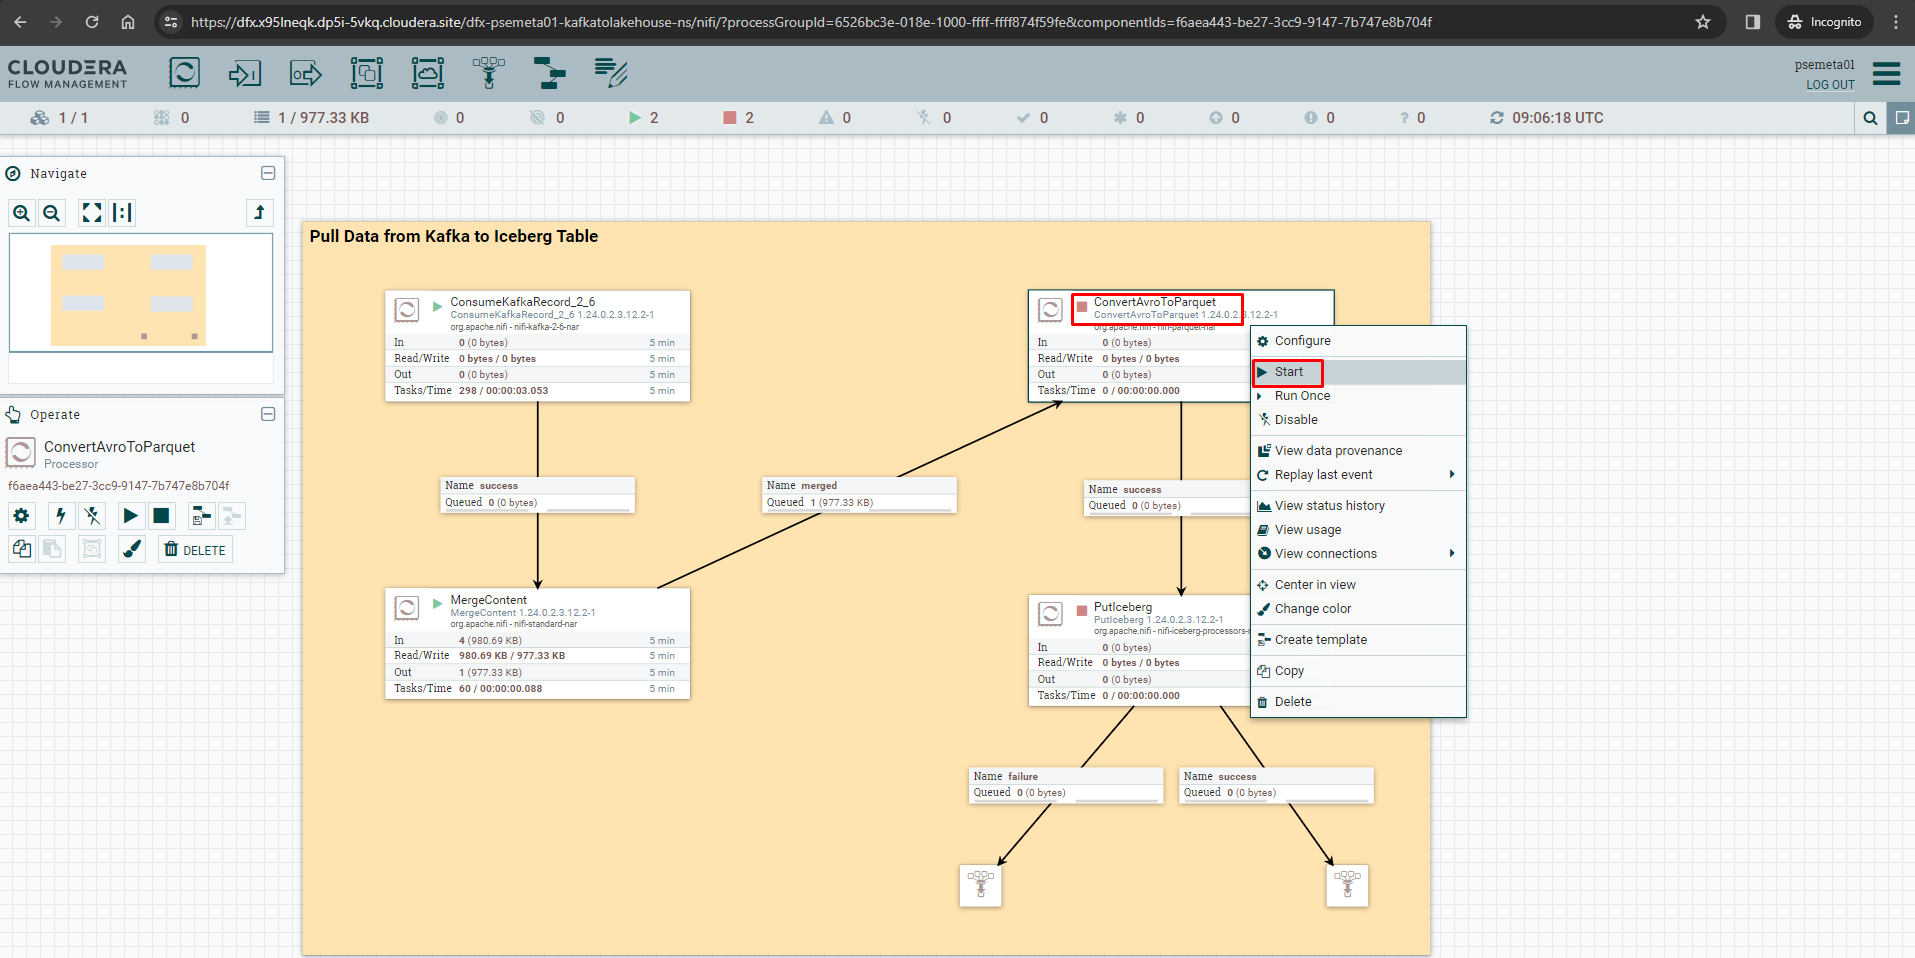 https://dfx.x95lneqk.dp5i-5vkq.cloudera.site/dfx-psemeta01-kafkatolakehouse-ns/nifi/?processGroupId=6526bc3e-018e-1000-ffff-ffff874f59fe&componentIds=f6aea443-be27-3cc9-9147-7b747e8b704f
Incognito
CLOUDERA
FLOW MANAGEMENT
psemeta01
LOG OUT
1 / 1
0
1 / 977.33 KB
0
0
2
2
0
0
0
0
0
0
? 0
09:06:18 UTC
Navigate
Operate
ConvertAvroToParquet
Processor
f6aea443-be27-3cc9-9147-7b747e8b704f
DELETE
Pull Data from Kafka to Iceberg Table
ConsumeKafkaRecord_2_6
ConsumeKafkaRecord_2_6 1.24.0.2.3.12.2-1
org.apache.nifi - nifi-kafka-2-6-nar
In 0 (0 bytes) 5 min
Read/Write 0 bytes / 0 bytes 5 min
Out 0 (0 bytes) 5 min
Tasks/Time 298 / 00:00:03.053 5 min
Name success
Queued 0 (0 bytes)
MergeContent
MergeContent 1.24.0.2.3.12.2-1
org.apache.nifi - nifi-standard-nar
In 4 (980.69 KB) 5 min
Read/Write 980.69 KB / 977.33 KB 5 min
Out 1 (977.33 KB) 5 min
Tasks/Time 60 / 00:00:00.088 5 min
Name merged
Queued 1 (977.33 KB)
ConvertAvroToParquet
ConvertAvroToParquet 1.24.0.2.3.12.2-1
org.apache.nifi - nifi-parquet-nar
In 0 (0 bytes)
Read/Write 0 bytes / 0 bytes
Out 0 (0 bytes)
Tasks/Time 0 / 00:00:00.000
Name success
Queued 0 (0 bytes)
PutIceberg
PutIceberg 1.24.0.2.3.12.2-1
org.apache.nifi - nifi-iceberg-processors-
In 0 (0 bytes)
Read/Write 0 bytes / 0 bytes
Out 0 (0 bytes)
Tasks/Time 0 / 00:00:00.000
Name failure
Queued 0 (0 bytes)
Name success
Queued 0 (0 bytes)
Configure
Start
Run Once
Disable
View data provenance
Replay last event
View status history
View usage
View connections
Center in view
Change color
Create template
Copy
Delete